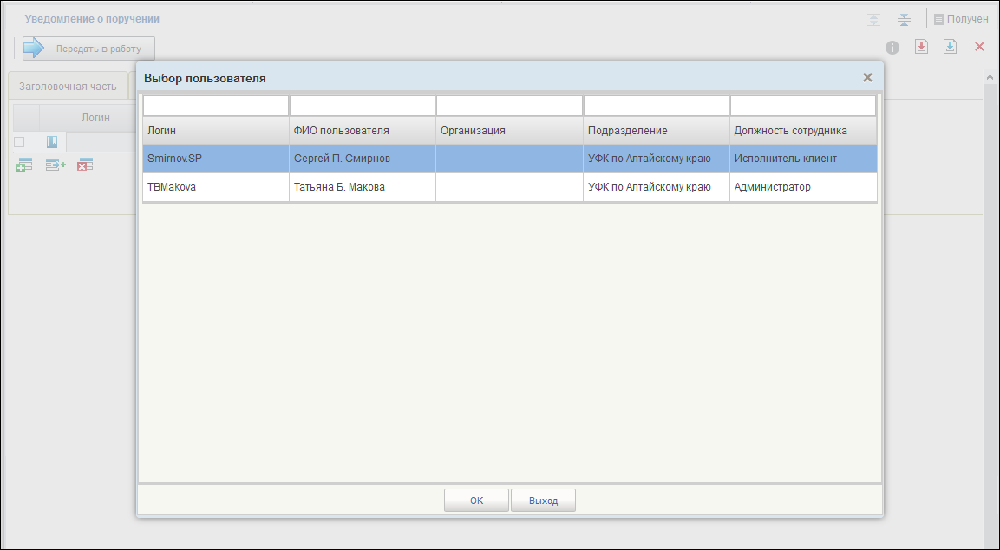 Уведомление о поручении
Получен
Передать в работу
Заголовочная часть
Логин
Выбор пользователя
Логин ФИО пользователя Организация Подразделение Должность сотрудника
Smirnov.SP Сергей П. Смирнов УФК по Алтайскому краю Исполнитель клиент
TBMakova Татьяна Б. Макова УФК по Алтайскому краю Администратор
ОК Выход